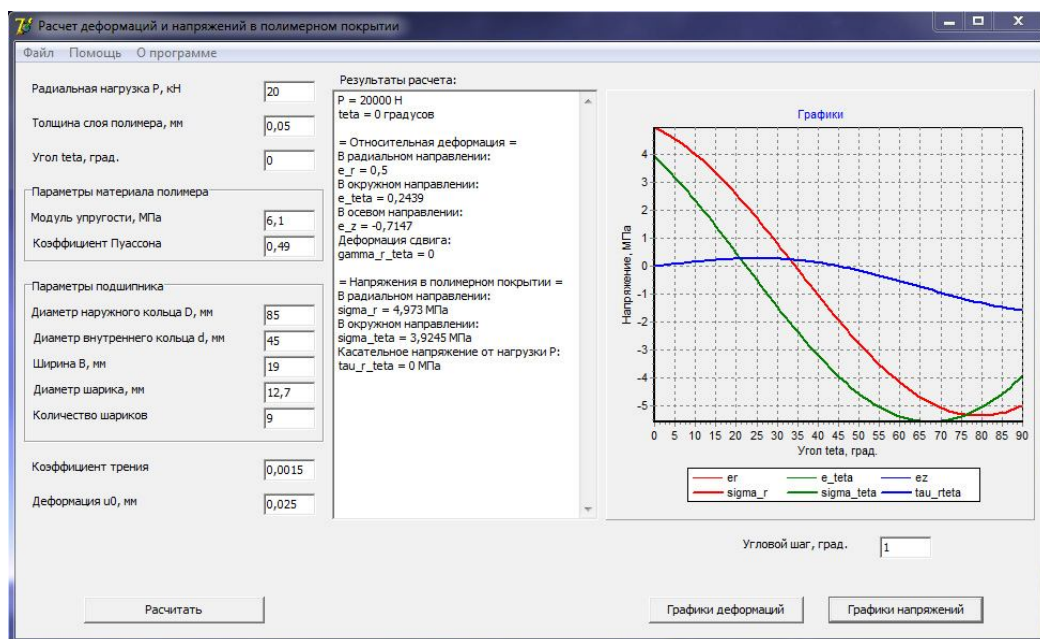 Расчет деформаций и напряжений в полимерном покрытии
Файл Помощь О программе
Радиальная нагрузка P, кН 20
Толщина слоя полимера, мм 0,05
Угол teta, град. 0
Параметры материала полимера
Модуль упругости, МПа 6,1
Коэффициент Пуассона 0,49
Параметры подшипника
Диаметр наружного кольца D, мм 85
Диаметр внутреннего кольца d, мм 45
Ширина B, мм 19
Диаметр шарика, мм 12,7
Количество шариков 9
Коэффициент трения 0,0015
Деформация u0, мм 0,025
Расчитать
Результаты расчета:
P = 20000 Н
teta = 0 градусов
= Относительная деформация =
В радиальном направлении:
e_r = 0,5
В окружном направлении:
e_teta = 0,2439
В осевом направлении:
e_z = -0,7147
Деформация сдвига:
gamma_r_teta = 0
= Напряжения в полимерном покрытии =
В радиальном направлении:
sigma_r = 4,973 МПа
В окружном направлении:
sigma_teta = 3,9245 МПа
Касательное напряжение от нагрузки P:
tau_r_teta = 0 МПа
Графики
Напряжение, МПа
4
3
2
1
0
-1
-2
-3
-4
-5
0 5 10 15 20 25 30 35 40 45 50 55 60 65 70 75 80 85 90
Угол teta, град.
er e_teta ez
sigma_r sigma_teta tau_rteta
Угловой шаг, град. 1
Графики деформаций Графики напряжений